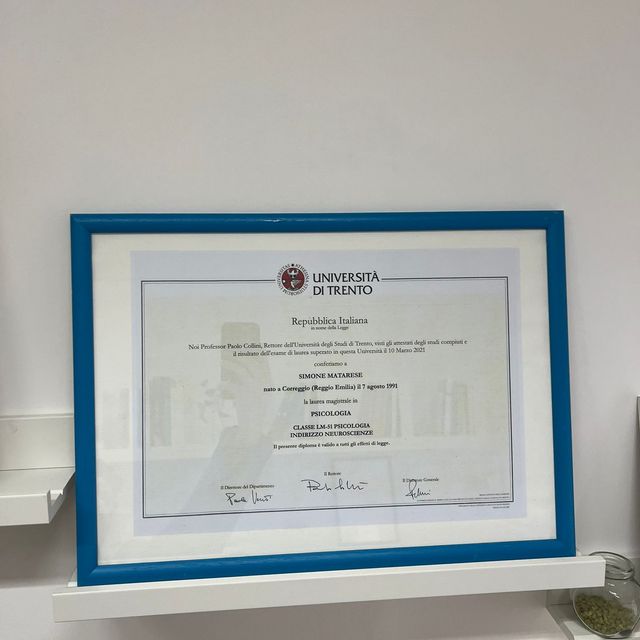 UNIVERSITÀ
DI TRENTO
Repubblica Italiana
in nome della Legge
Noi Professor Paolo Collini, Rettore dell'Università degli Studi di Trento, visti gli attestati degli studi compiuti e
il risultato dell'esame di laurea superato in questa Università il 10 Marzo 2021
conferiamo a
SIMONE MATARESE
nato a Correggio (Reggio Emilia) il 7 agosto 1991
la laurea magistrale in
PSICOLOGIA
CLASSE LM-51 PSICOLOGIA
INDIRIZZO NEUROSCIENZE
Il presente diploma è valido a tutti gli effetti di legge.
Il Direttore del Dipartimento
Il Rettore
Generale